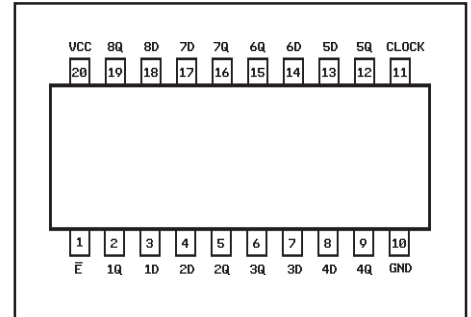 VCC 8Q 8D 7D 7Q 6Q 6D 5D 5Q CLOCK
20 19 18 17 16 15 14 13 12 11
1 2 3 4 5 6 7 8 9 10
E̅ 1Q 1D 2D 2Q 3Q 3D 4D 4Q GND